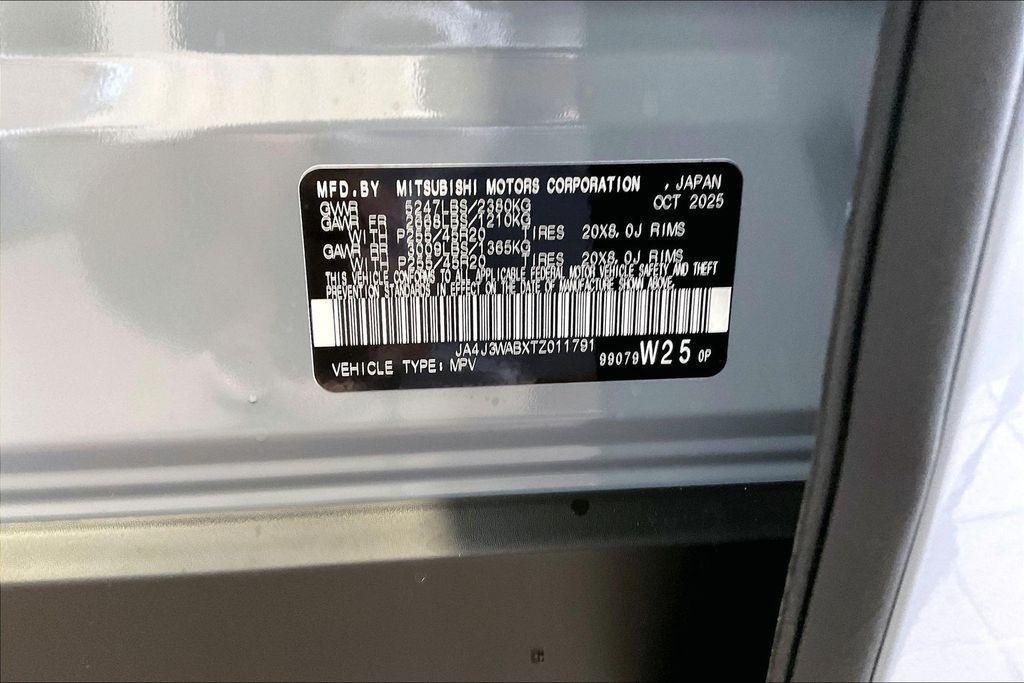 MFD.BY MITSUBISHI MOTORS CORPORATION , JAPAN
OCT 2025
GVWR 5247LBS/2380KG
GAWR FR 2668LBS/1210KG
WITH P255/45R20 TIRES 20X8.0J RIMS
GAWR RR 3009LBS/1365KG
WITH P255/45R20 TIRES 20X8.0J RIMS
THIS VEHICLE CONFORMS TO ALL APPLICABLE FEDERAL MOTOR VEHICLE SAFETY AND THEFT
PREVENTION STANDARDS IN EFFECT ON THE DATE OF MANUFACTURE SHOWN ABOVE.
JA4J3WABXTZ011791
VEHICLE TYPE: MPV 99079 W25 0P